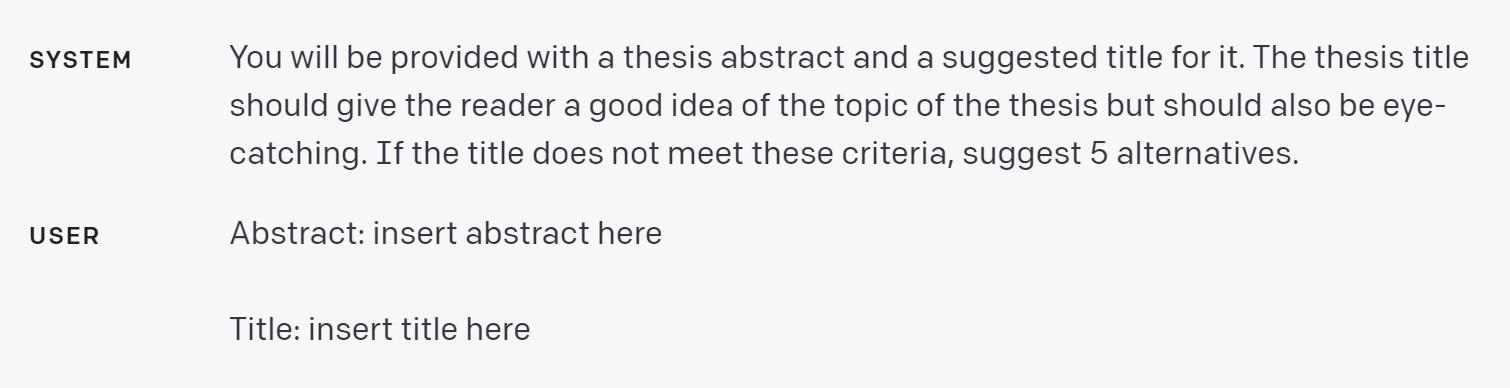 SYSTEM You will be provided with a thesis abstract and a suggested title for it. The thesis title
should give the reader a good idea of the topic of the thesis but should also be eye-
catching. If the title does not meet these criteria, suggest 5 alternatives.
USER Abstract: insert abstract here
Title: insert title here